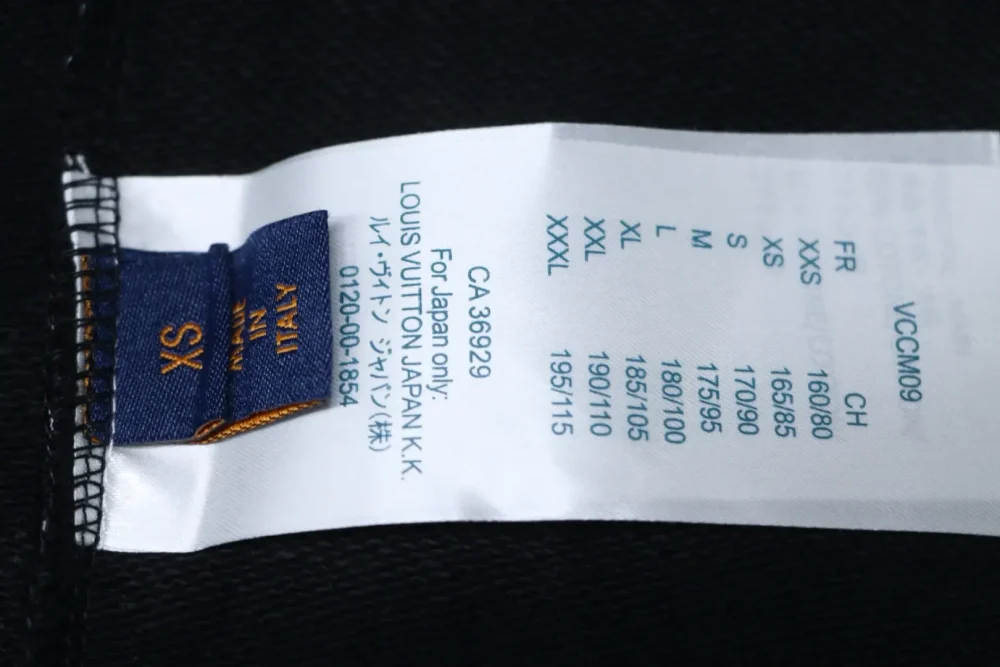 VCCM09
FR CH
XXS 160/80
XS 165/85
S 170/90
M 175/95
L 180/100
XL 185/105
XXL 190/110
XXXL 195/115
CA 36929
For Japan only:
LOUIS VUITTON JAPAN K.K.
ルイ・ヴィトン ジャパン(株)
0120-00-1854
XS
MADE
IN
ITALY